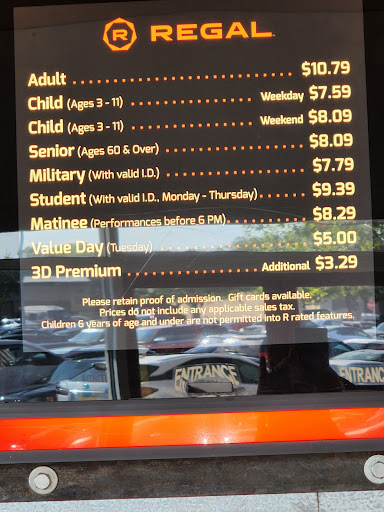 R REGAL
Adult ........................ $10.79
Child (Ages 3 - 11) ................. Weekday $7.59
Child (Ages 3 - 11) ................. Weekend $8.09
Senior (Ages 60 & Over) ................. $8.09
Military (With valid I.D.) ................. $7.79
Student (With valid I.D., Monday - Thursday) ..... $9.39
Matinee (Performances before 6 PM) .......... $8.29
Value Day (Tuesday) ................. $5.00
3D Premium ................. Additional $3.29
Please retain proof of admission. Gift cards available.
Prices do not include any applicable sales tax.
Children 6 years of age and under are not permitted into R rated features.
ENTRANCE ENTRANCE